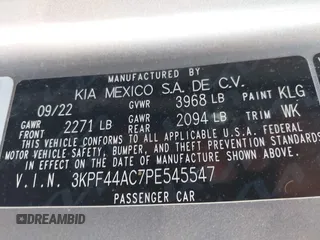 MANUFACTURED BY
KIA MEXICO S.A. DE C.V.
09/22 GVWR 3968 LB PAINT KLG
GAWR FRONT 2271 LB GAWR REAR 2094 LB TRIM WK
THIS VEHICLE CONFORMS TO ALL APPLICABLE U.S.A. FEDERAL
MOTOR VEHICLE SAFETY, BUMPER, AND THEFT PREVENTION STANDARDS
IN EFFECT ON THE DATE OF MANUFACTURE SHOWN ABOVE.
V.I.N. 3KPF44AC7PE545547
PASSENGER CAR
DREAMBID